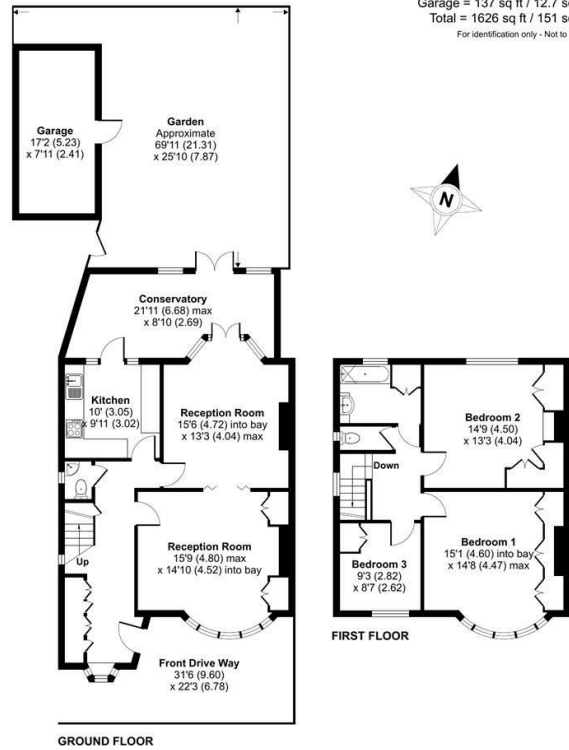 Garage = 137 sq ft / 12.7 sq
Total = 1626 sq ft / 151 sq
For identification only - Not to
Garage
17'2 (5.23)
x 7'11 (2.41)
Garden
Approximate
69'11 (21.31)
x 25'10 (7.87)
N
Conservatory
21'11 (6.68) max
x 8'10 (2.69)
Kitchen
10' (3.05)
x 9'11 (3.02)
Reception Room
15'6 (4.72) into bay
x 13'3 (4.04) max
Up
Reception Room
15'9 (4.80) max
x 14'10 (4.52) into bay
Front Drive Way
31'6 (9.60)
x 22'3 (6.78)
GROUND FLOOR
Bedroom 2
14'9 (4.50)
x 13'3 (4.04)
Down
Bedroom 1
15'1 (4.60) into bay
x 14'8 (4.47) max
Bedroom 3
9'3 (2.82)
x 8'7 (2.62)
FIRST FLOOR